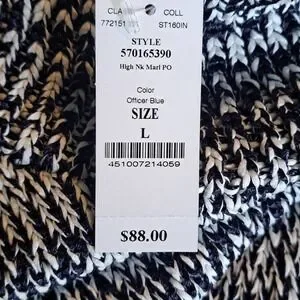 CLA COLL
772151 ST160IN
STYLE
570165390
High Nk Marl PO
Color
Officer Blue
SIZE
L
451007214059
$88.00